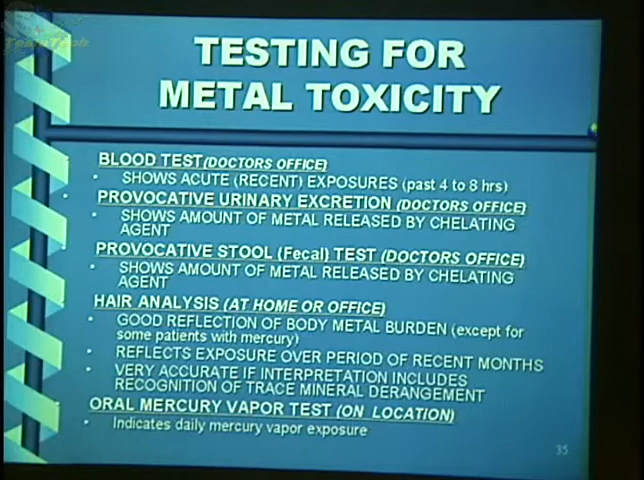 TESTING FOR
METAL TOXICITY
BLOOD TEST(DOCTORS OFFICE)
• SHOWS ACUTE (RECENT) EXPOSURES (past 4 to 8 hrs)
• PROVOCATIVE URINARY EXCRETION (DOCTORS OFFICE)
• SHOWS AMOUNT OF METAL RELEASED BY CHELATING
AGENT
PROVOCATIVE STOOL (Fecal) TEST (DOCTORS OFFICE)
• SHOWS AMOUNT OF METAL RELEASED BY CHELATING
AGENT
HAIR ANALYSIS (AT HOME OR OFFICE)
• GOOD REFLECTION OF BODY METAL BURDEN (except for
some patients with mercury)
• REFLECTS EXPOSURE OVER PERIOD OF RECENT MONTHS
• VERY ACCURATE IF INTERPRETATION INCLUDES
RECOGNITION OF TRACE MINERAL DERANGEMENT
ORAL MERCURY VAPOR TEST (ON LOCATION)
• Indicates daily mercury vapor exposure
35